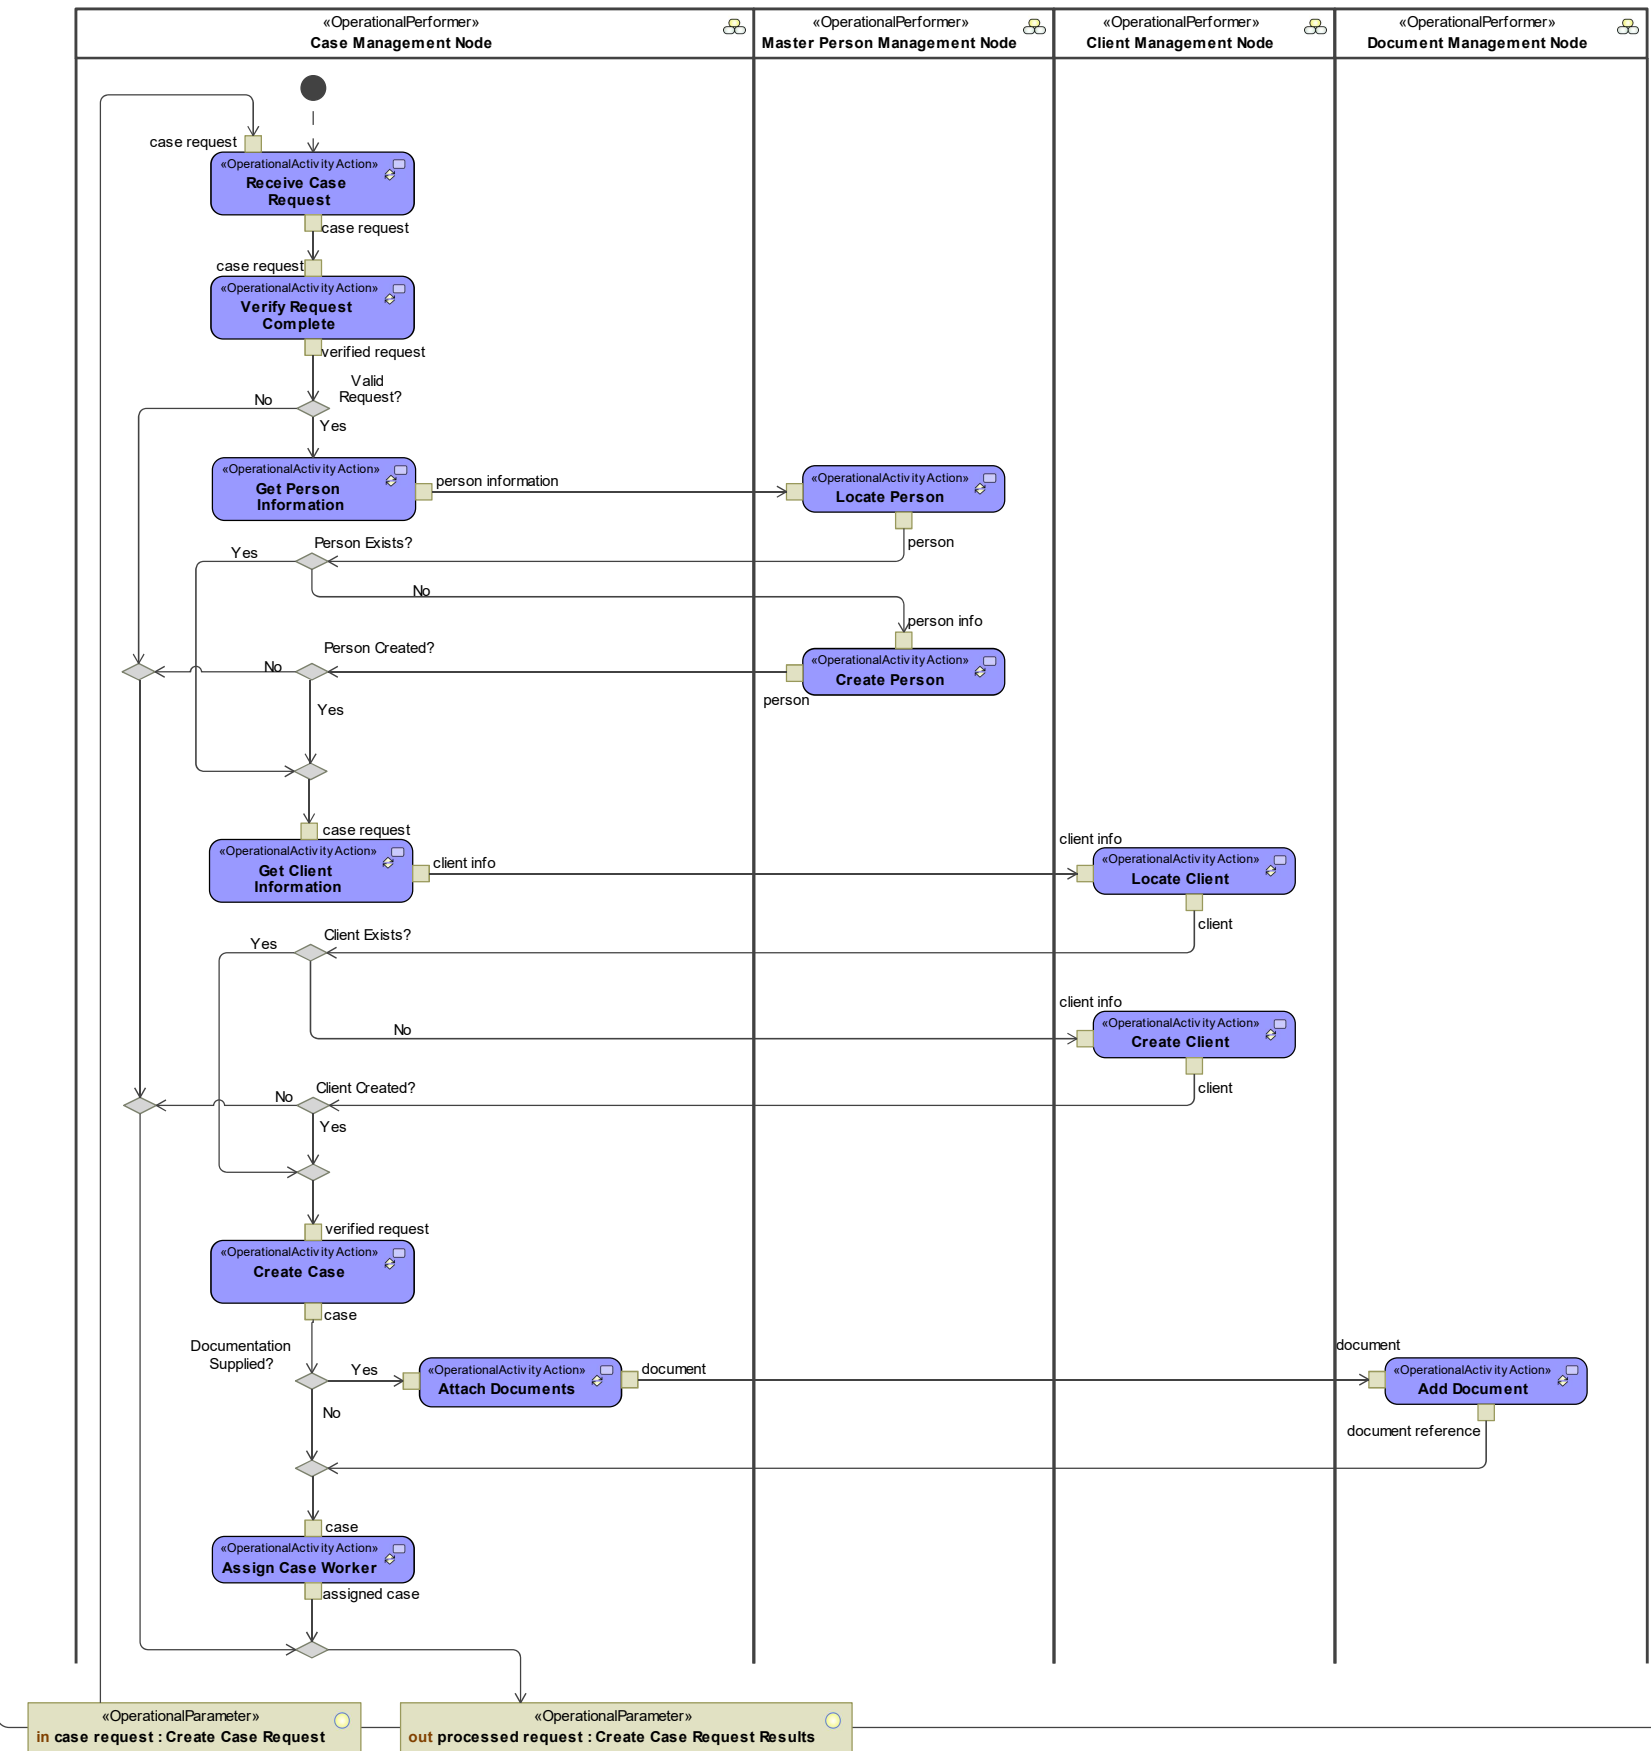 «OperationalPerformer»
Case Management Node
«OperationalPerformer»
Master Person Management Node
«OperationalPerformer»
Client Management Node
«OperationalPerformer»
Document Management Node
case request
«OperationalActivityAction»
Receive Case
Request
case request
case request
«OperationalActivityAction»
Verify Request
Complete
verified request
Valid
Request?
No
Yes
«OperationalActivityAction»
Get Person
Information
person information
«OperationalActivityAction»
Locate Person
person
Person Exists?
Yes
No
person info
«OperationalActivityAction»
Create Person
person
Person Created?
No
Yes
case request
«OperationalActivityAction»
Get Client
Information
client info
client info
«OperationalActivityAction»
Locate Client
client
Client Exists?
Yes
No
client info
«OperationalActivityAction»
Create Client
client
Client Created?
No
Yes
verified request
«OperationalActivityAction»
Create Case
case
Documentation
Supplied?
Yes
No
«OperationalActivityAction»
Attach Documents
document
document
«OperationalActivityAction»
Add Document
document reference
case
«OperationalActivityAction»
Assign Case Worker
assigned case
«OperationalParameter»
in case request : Create Case Request
«OperationalParameter»
out processed request : Create Case Request Results